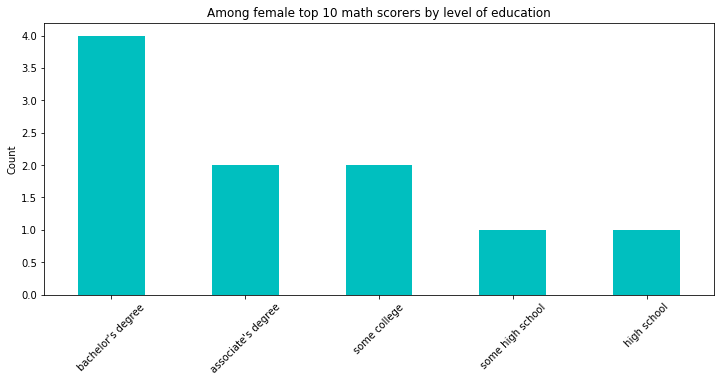 Among female top 10 math scorers by level of education
Count
4.0
3.5
3.0
2.5
2.0
1.5
1.0
0.5
0.0
bachelor's degree
associate's degree
some college
some high school
high school